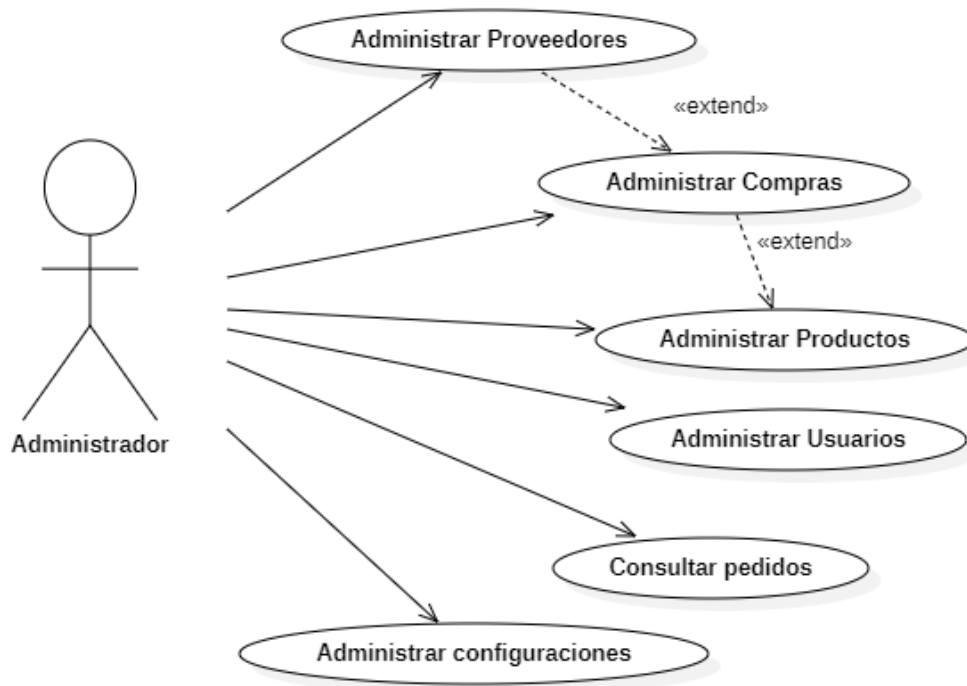 Administrar Proveedores
«extend»
Administrar Compras
«extend»
Administrar Productos
Administrar Usuarios
Administrador
Consultar pedidos
Administrar configuraciones